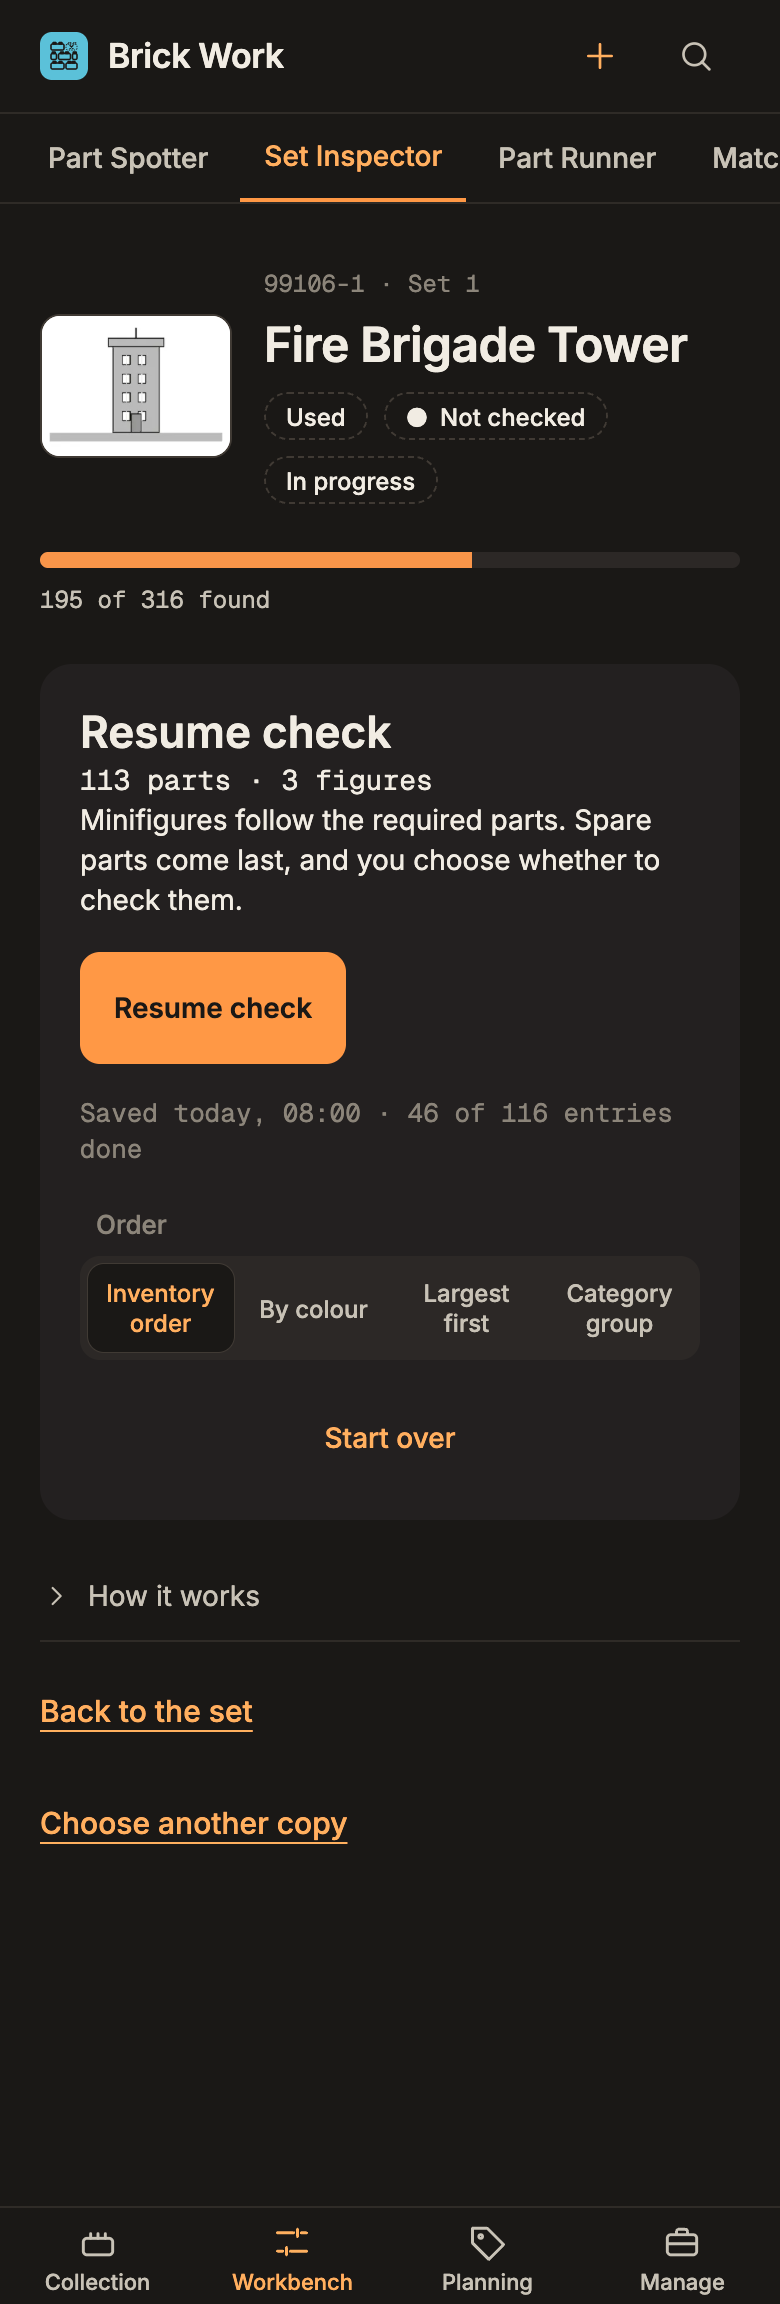 Brick Work
Part Spotter
Set Inspector
Part Runner
Matc
99106-1 · Set 1
Fire Brigade Tower
Used
Not checked
In progress
195 of 316 found
Resume check
113 parts · 3 figures
Minifigures follow the required parts. Spare
parts come last, and you choose whether to
check them.
Resume check
Saved today, 08:00 · 46 of 116 entries
done
Order
Inventory
order
By colour
Largest
first
Category
group
Start over
How it works
Back to the set
Choose another copy
Collection
Workbench
Planning
Manage